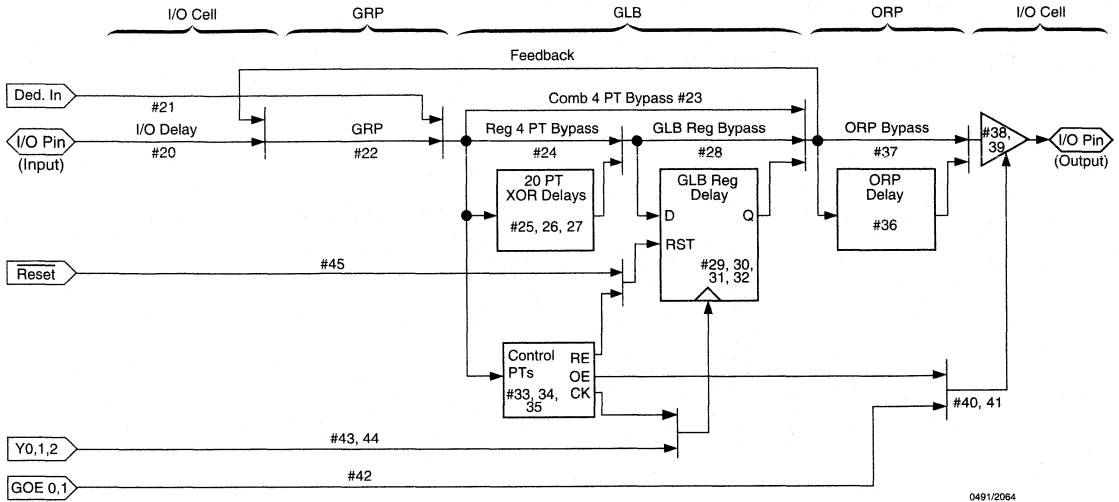 I/O Cell
GRP
GLB
ORP
I/O Cell
Feedback
Ded. In
#21
Comb 4 PT Bypass #23
I/O Pin
(Input)
I/O Delay
#20
GRP
#22
Reg 4 PT Bypass
#24
GLB Reg Bypass
#28
ORP Bypass
#37
#38,
39
I/O Pin
(Output)
20 PT
XOR Delays
#25, 26, 27
GLB Reg
Delay
D
Q
RST
#29, 30,
31, 32
ORP
Delay
#36
Reset
#45
Control
PTs
#33, 34,
35
RE
OE
CK
#40, 41
Y0,1,2
#43, 44
GOE 0,1
#42
0491/2064